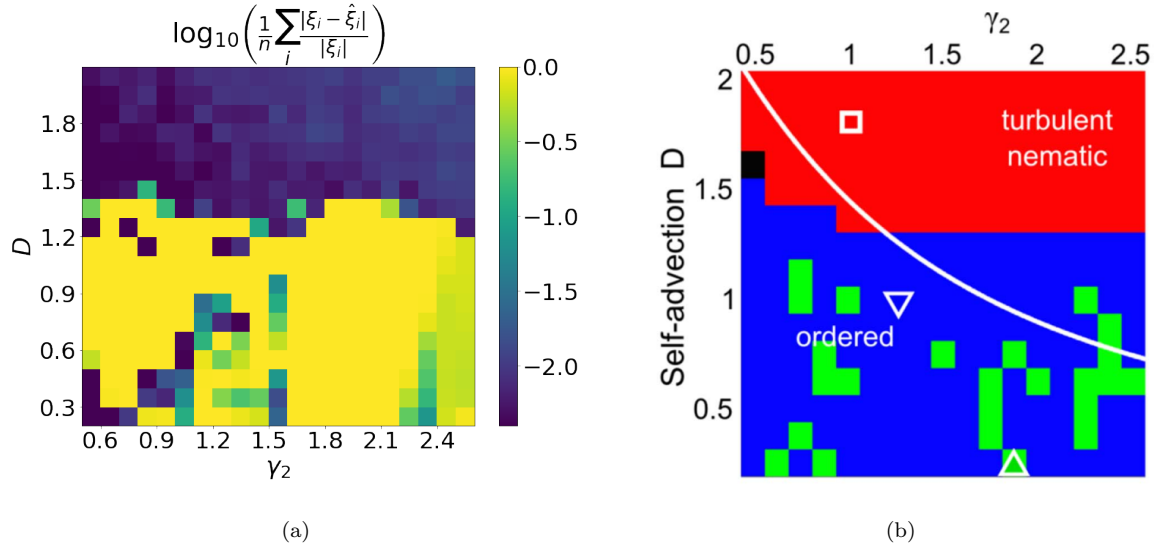 log₁₀(1/n ∑ᵢ |ξᵢ − ξ̂ᵢ|/|ξᵢ|)
D
1.8
1.5
1.2
0.9
0.6
0.3
0.6 0.9 1.2 1.5 1.8 2.1 2.4
γ₂
0.0
−0.5
−1.0
−1.5
−2.0
(a)
γ₂
0.5 1 1.5 2 2.5
Self-advection D
2
1.5
1
0.5
turbulent
nematic
ordered
(b)